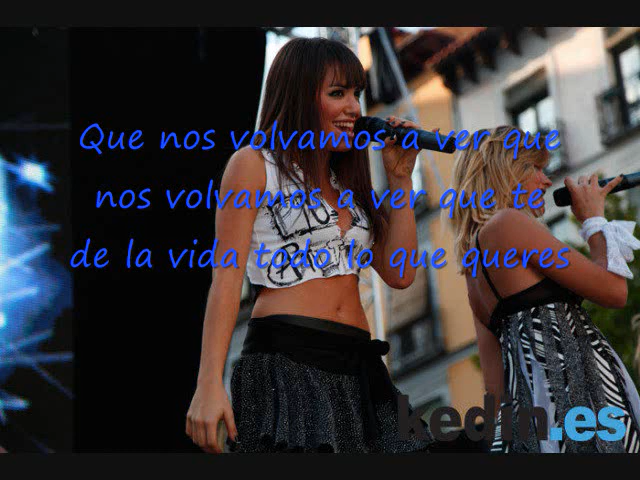 Que nos volvamos a ver que
nos volvamos a ver que te
de la vida todo lo que queres
kedin.es